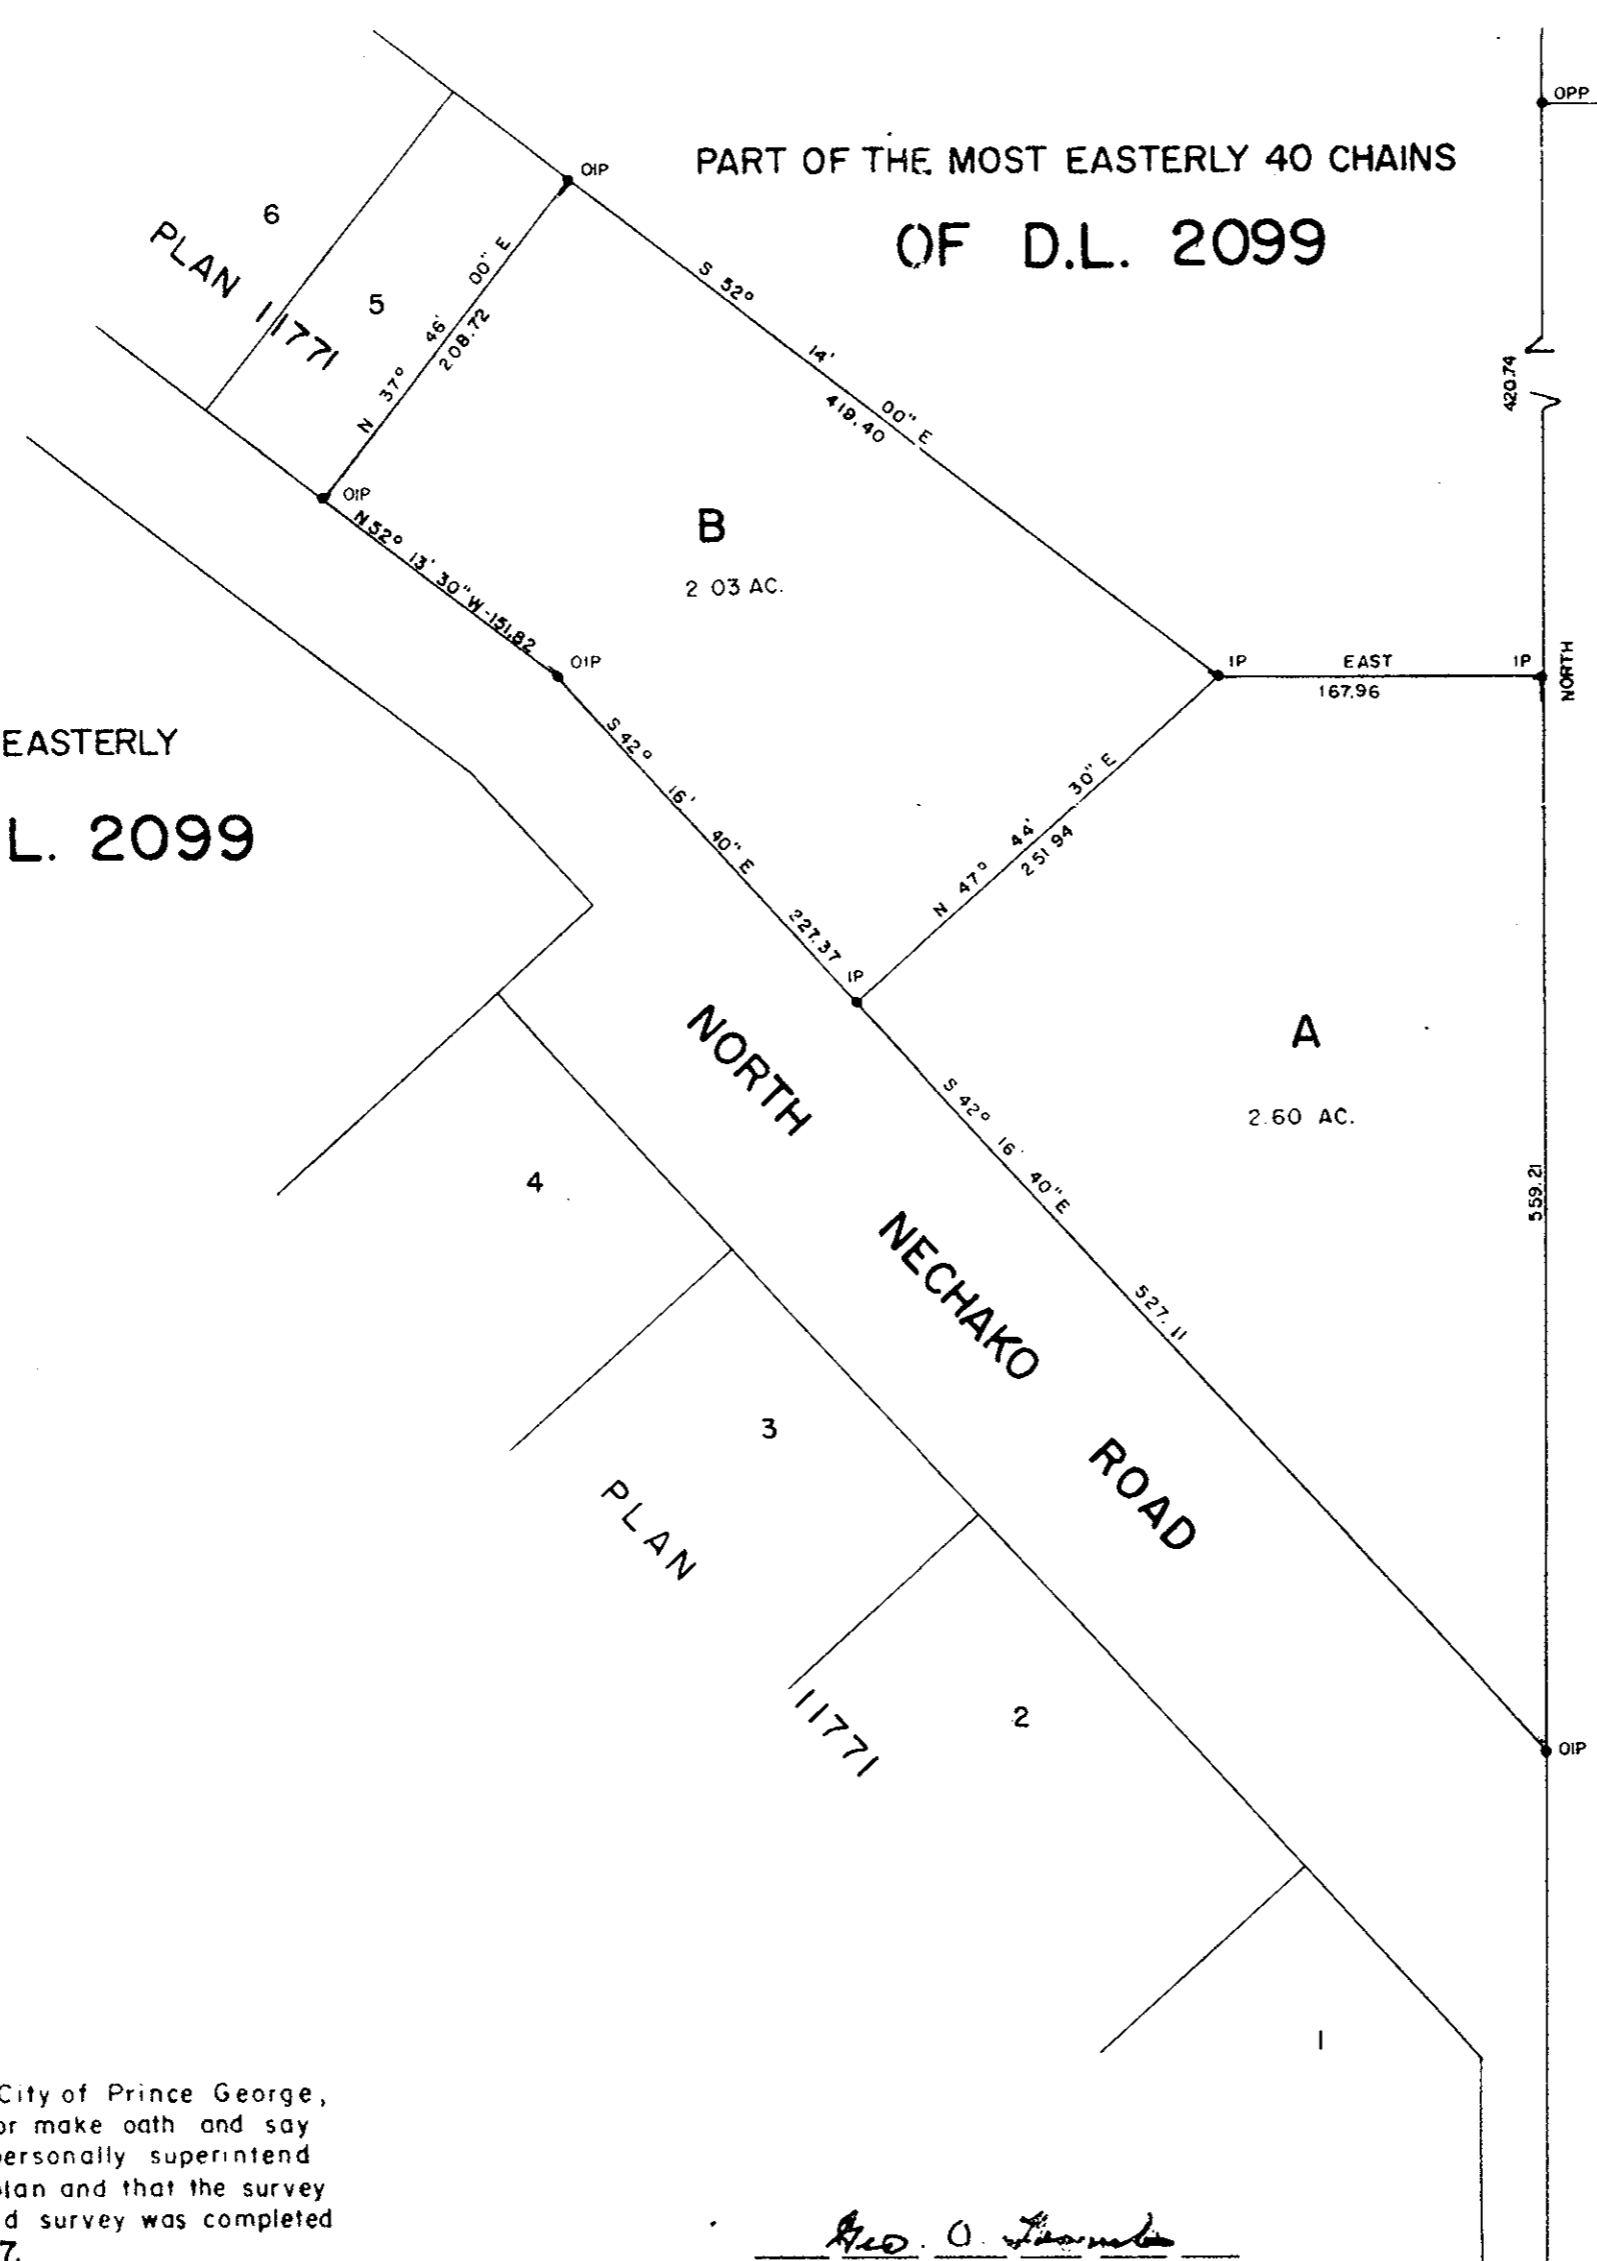 OPP
PART OF THE MOST EASTERLY 40 CHAINS
OF D.L. 2099
OIP
6
PLAN 11771
5
N 37° 46' 00" E
208.72
S 52° 14' 00" E
419.40
420.74
OIP
N 52° 13' 30" W - 151.82
B
2 03 AC.
OIP
IP
EAST
IP
167.96
NORTH
EASTERLY
L. 2099
S 42° 16' 40" E
227.37
IP
N 47° 44' 30" E
251 94
A
2.60 AC.
NORTH NECHAKO ROAD
S 42° 16' 40" E
527.11
559.21
4
3
PLAN 11771
2
OIP
1
City of Prince George,
or make oath and say
personally superintend
plan and that the survey
d survey was completed
7.
Geo. O.